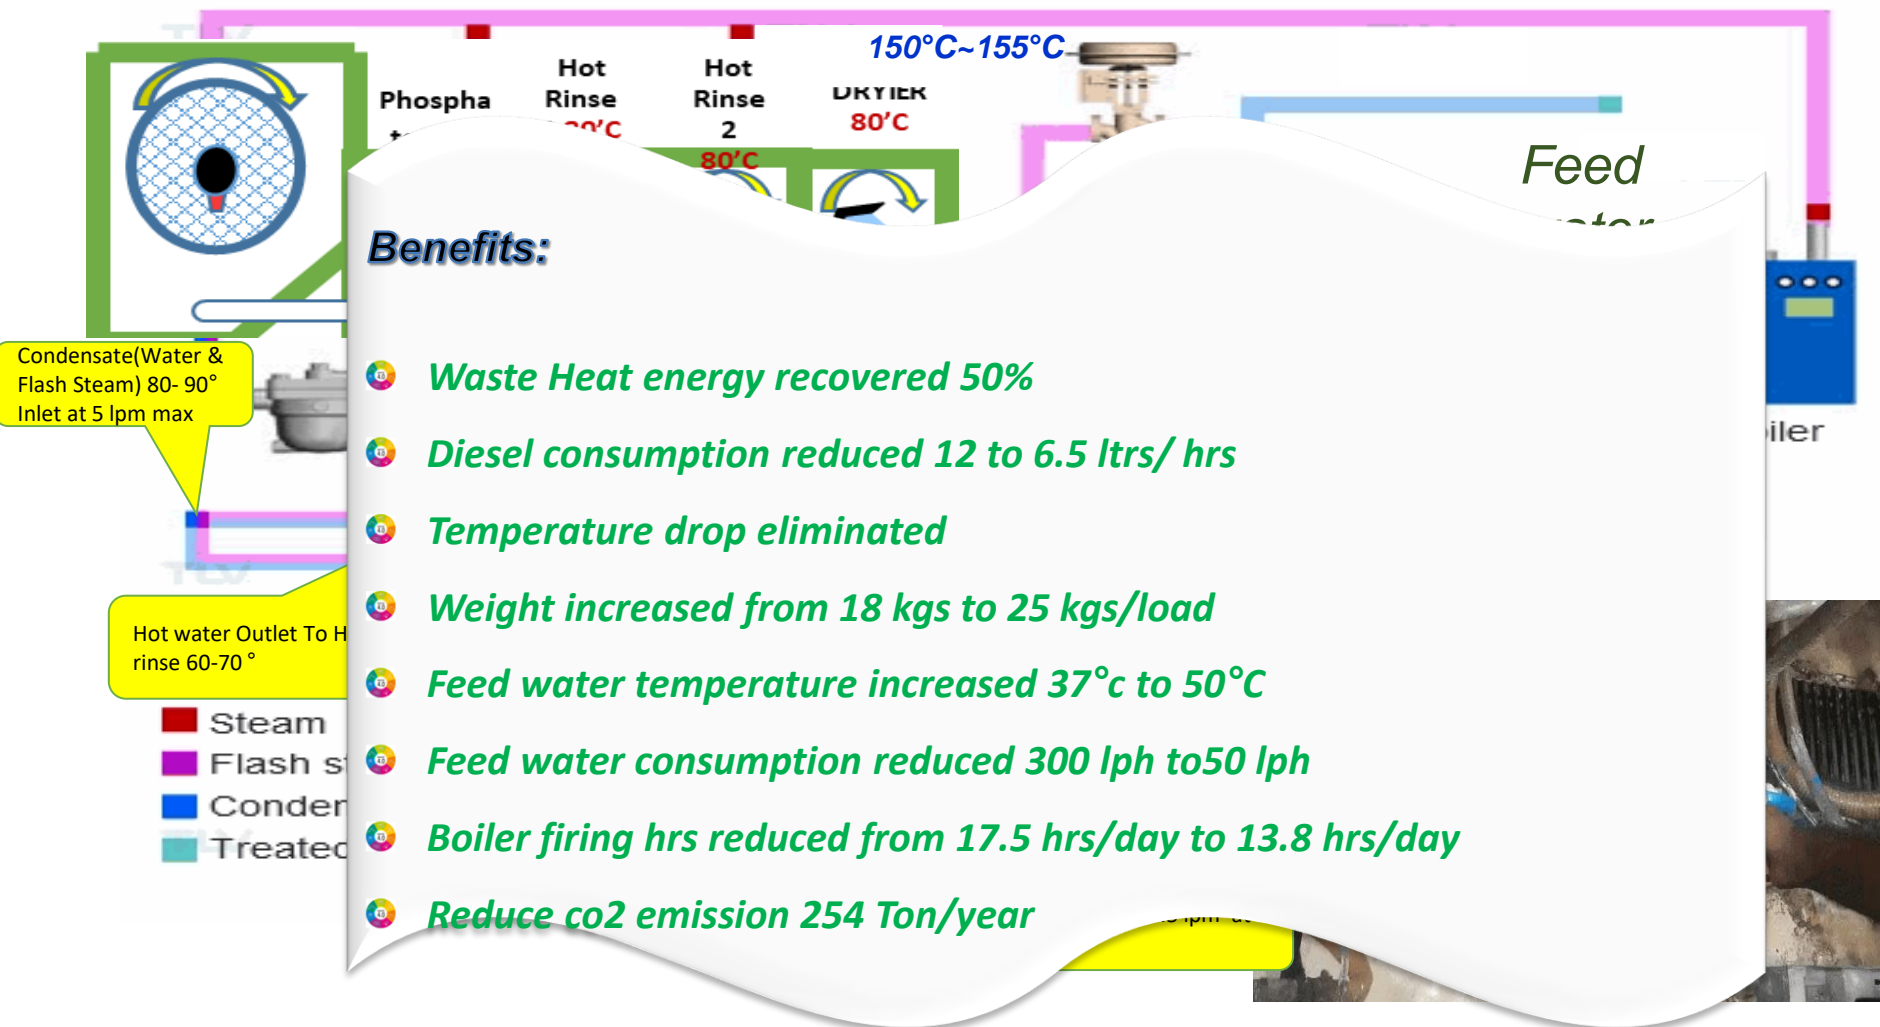 TLV
150°C~155°C
Hot
Rinse
Hot
Rinse
2
80'C
DRYIER
80'C
Phospha
Feed
Benefits:
Condensate(Water &
Flash Steam) 80- 90°
Inlet at 5 lpm max
Waste Heat energy recovered 50%
Diesel consumption reduced 12 to 6.5 ltrs/ hrs
Temperature drop eliminated
TLV
Hot water Outlet To H
rinse 60-70 °
Weight increased from 18 kgs to 25 kgs/load
Feed water temperature increased 37°c to 50°C
Steam
Flash
Feed water consumption reduced 300 lph to50 lph
Boiler firing hrs reduced from 17.5 hrs/day to 13.8 hrs/day
Reduce co2 emission 254 Ton/year